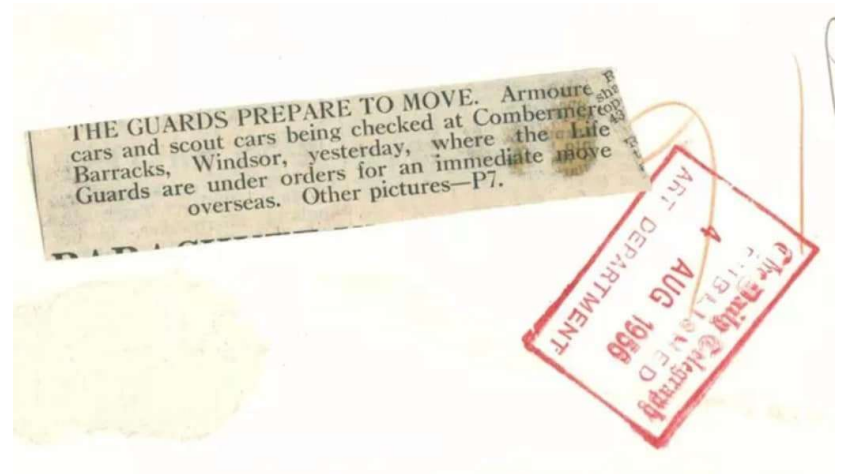 THE GUARDS PREPARE TO MOVE. Armoure
cars and scout cars being checked at Combermere
Barracks, Windsor, yesterday, where the Life
Guards are under orders for an immediate move
overseas. Other pictures—P7.
The Daily Telegraph
PUBLISHED
4 AUG 1956
ART DEPARTMENT